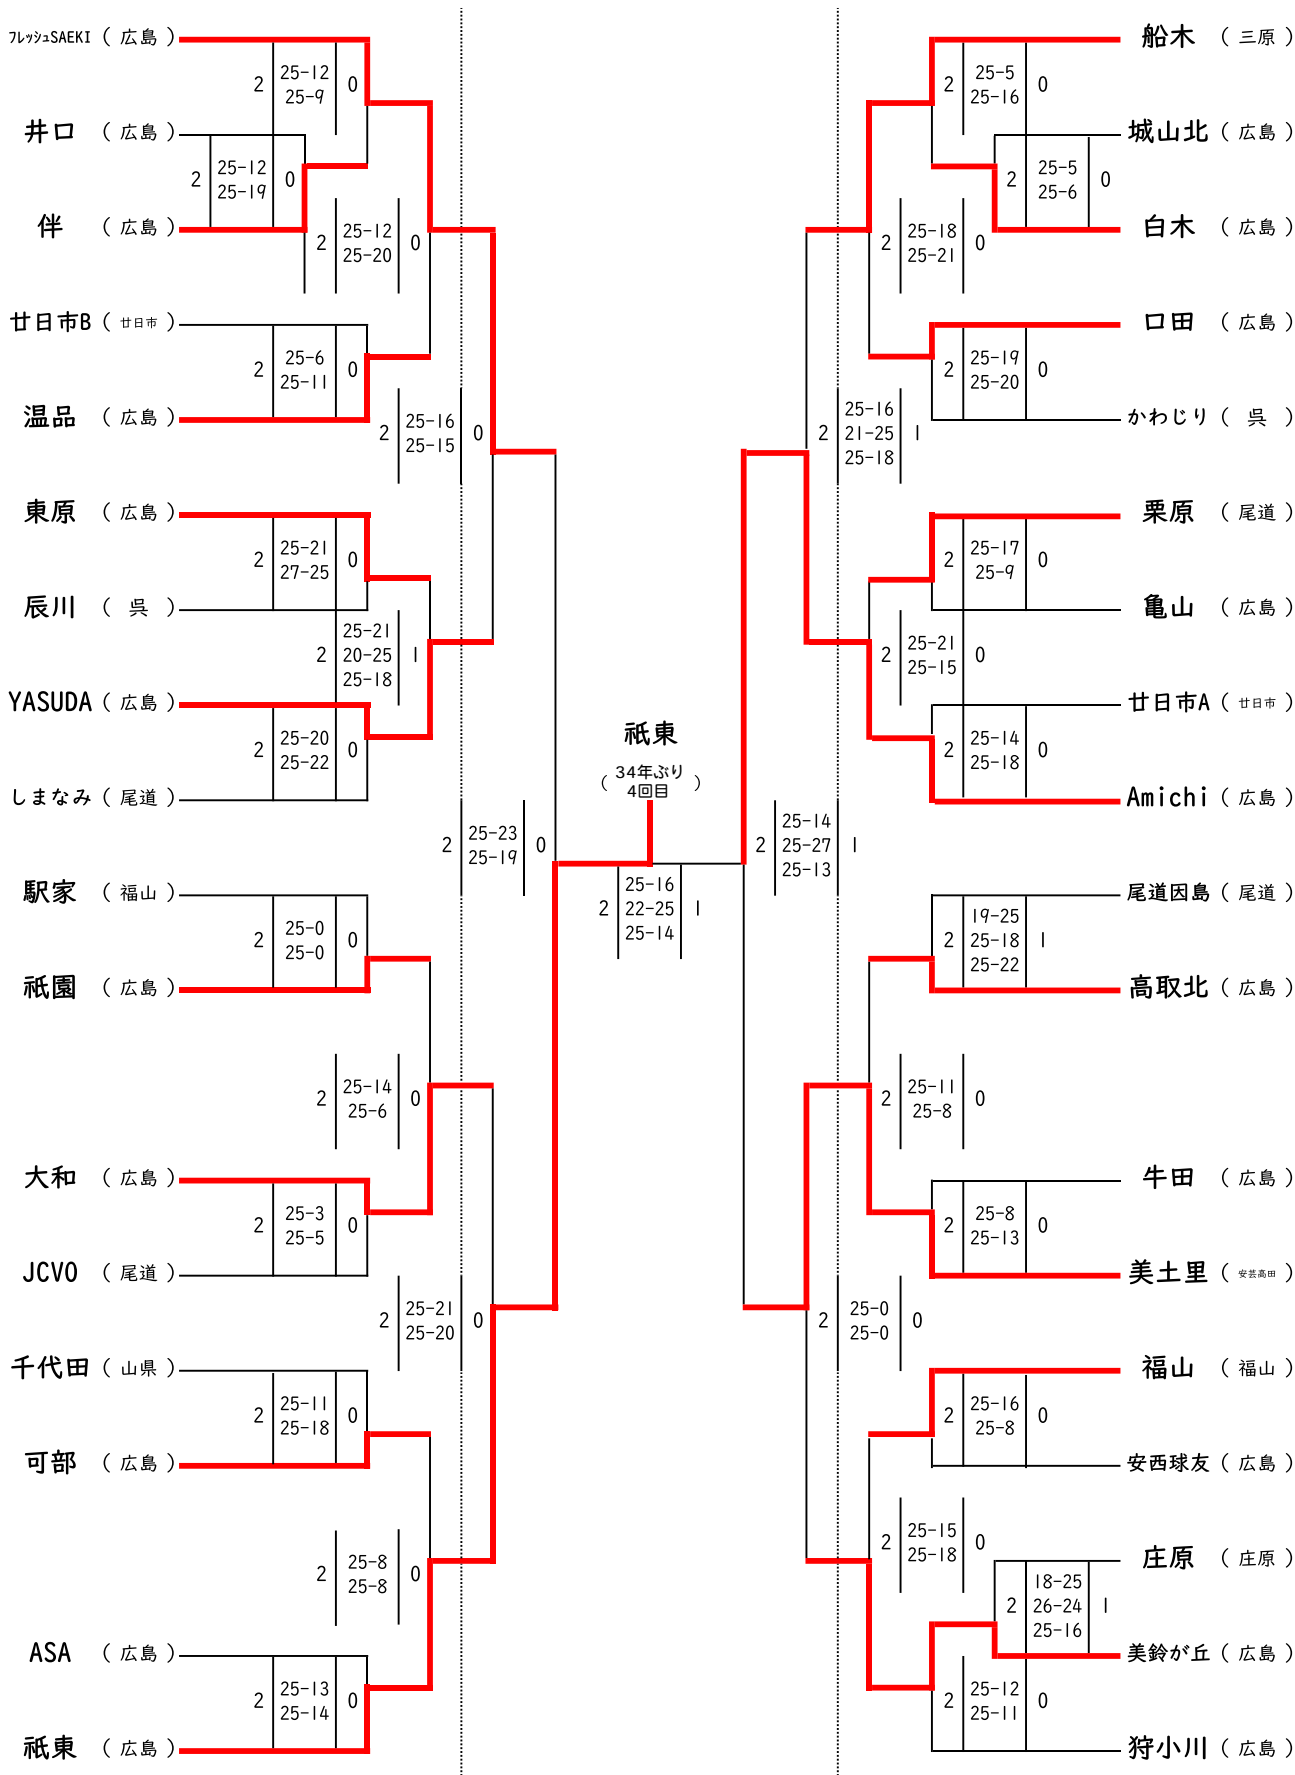 フレッシュSAEKI ( 広島 )
2 25-12 0
25-9
井口 ( 広島 )
2 25-12 0
25-19
伴 ( 広島 )
2 25-12 0
25-20
廿日市B ( 廿日市 )
2 25-6 0
25-11
温品 ( 広島 )
2 25-16 0
25-15
東原 ( 広島 )
2 25-21 0
27-25
辰川 ( 呉 )
25-21
2 20-25 1
25-18
YASUDA ( 広島 )
2 25-20 0
25-22
しまなみ ( 尾道 )
2 25-23 0
25-19
駅家 ( 福山 )
2 25-0 0
25-0
祇園 ( 広島 )
2 25-14 0
25-6
大和 ( 広島 )
2 25-3 0
25-5
JCVO ( 尾道 )
2 25-21 0
25-20
千代田 ( 山県 )
2 25-11 0
25-18
可部 ( 広島 )
2 25-8 0
25-8
ASA ( 広島 )
2 25-13 0
25-14
祇東 ( 広島 )
祇東
( 34年ぶり )
4回目
25-16
2 22-25 1
25-14
船木 ( 三原 )
2 25-5 0
25-16
城山北 ( 広島 )
2 25-5 0
25-6
白木 ( 広島 )
2 25-18 0
25-21
口田 ( 広島 )
2 25-19 0
25-20
かわじり ( 呉 )
25-16
2 21-25 1
25-18
栗原 ( 尾道 )
2 25-17 0
25-9
亀山 ( 広島 )
2 25-21 0
25-15
廿日市A ( 廿日市 )
2 25-14 0
25-18
Amichi ( 広島 )
25-14
2 25-27 1
25-13
尾道因島 ( 尾道 )
19-25
2 25-18 1
25-22
高取北 ( 広島 )
2 25-11 0
25-8
牛田 ( 広島 )
2 25-8 0
25-13
美土里 ( 安芸高田 )
2 25-0 0
25-0
福山 ( 福山 )
2 25-16 0
25-8
安西球友 ( 広島 )
2 25-15 0
25-18
庄原 ( 庄原 )
18-25
2 26-24 1
25-16
美鈴が丘 ( 広島 )
2 25-12 0
25-11
狩小川 ( 広島 )